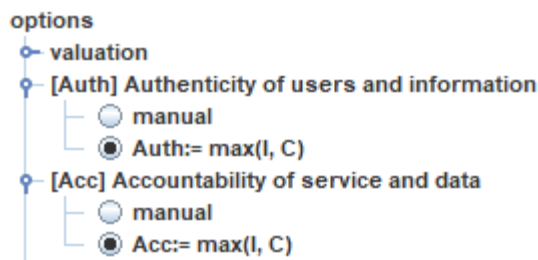 options
valuation
[Auth] Authenticity of users and information
manual
Auth:= max(I, C)
[Acc] Accountability of service and data
manual
Acc:= max(I, C)